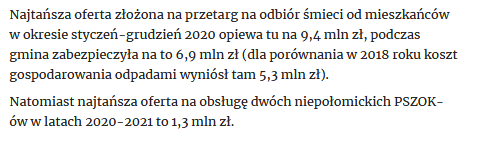 Najtańsza oferta złożona na przetarg na odbiór śmieci od mieszkańców
w okresie styczeń-grudzień 2020 opiewa tu na 9,4 mln zł, podczas
gmina zabezpieczyła na to 6,9 mln zł (dla porównania w 2018 roku koszt
gospodarowania odpadami wyniósł tam 5,3 mln zł).
Natomiast najtańsza oferta na obsługę dwóch niepołomickich PSZOK-
ów w latach 2020-2021 to 1,3 mln zł.